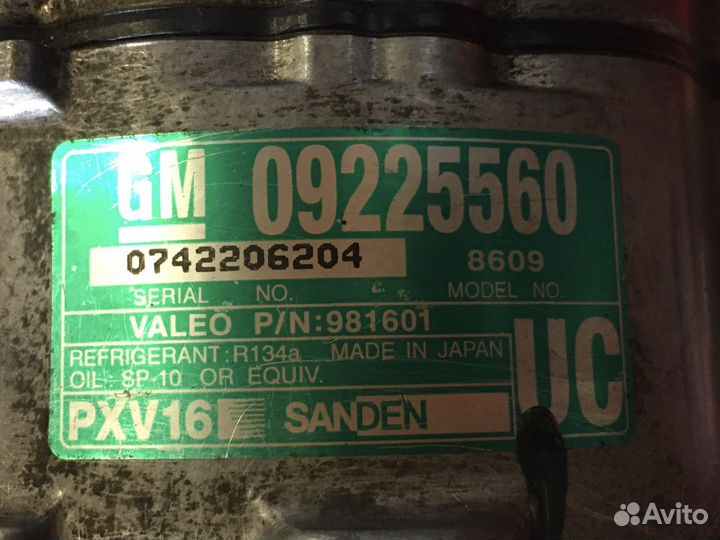 GM 09225560
0742206204 8609
SERIAL NO. MODEL NO.
VALEO P/N:981601
REFRIGERANT:R134a MADE IN JAPAN
OIL: SP-10 OR EQUIV.
UC
PXV16 SANDEN
Avito